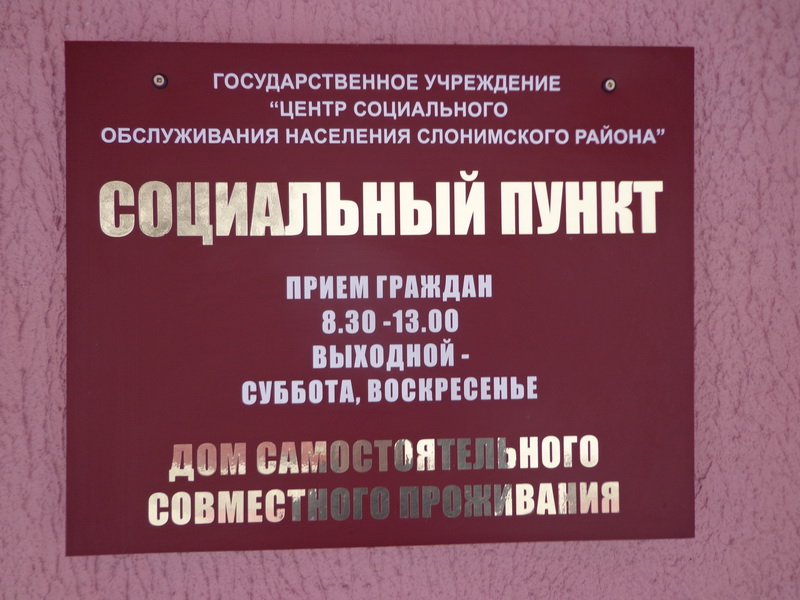 ГОСУДАРСТВЕННОЕ УЧРЕЖДЕНИЕ
“ЦЕНТР СОЦИАЛЬНОГО
ОБСЛУЖИВАНИЯ НАСЕЛЕНИЯ СЛОНИМСКОГО РАЙОНА”
СОЦИАЛЬНЫЙ ПУНКТ
ПРИЕМ ГРАЖДАН
8.30 -13.00
ВЫХОДНОЙ -
СУББОТА, ВОСКРЕСЕНЬЕ
ДОМ САМОСТОЯТЕЛЬНОГО
СОВМЕСТНОГО ПРОЖИВАНИЯ